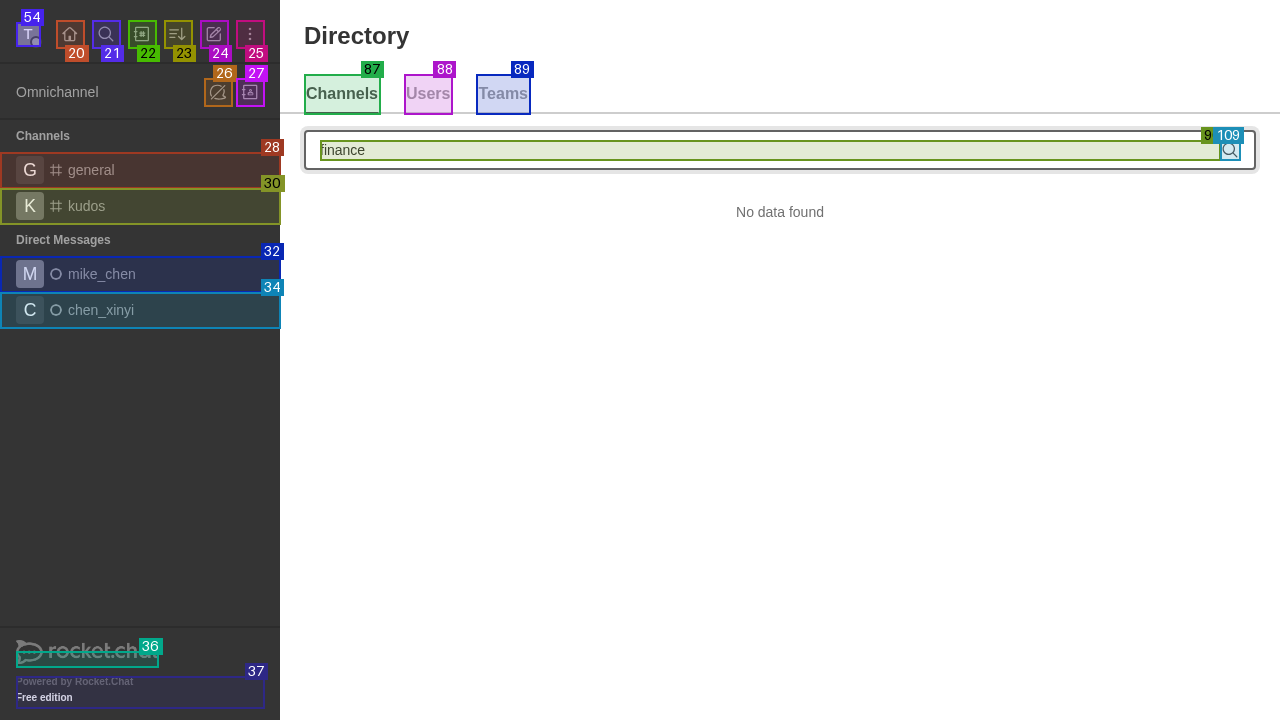 54
T
20
21
22
23
24
25
Directory
87
88
89
Channels
Users
Teams
26
27
Omnichannel
Channels
9
109
finance
28
G general
30
K kudos
No data found
Direct Messages
32
M mike_chen
34
C chen_xinyi
36
rocket.cha
37
Powered by Rocket.Chat
Free edition